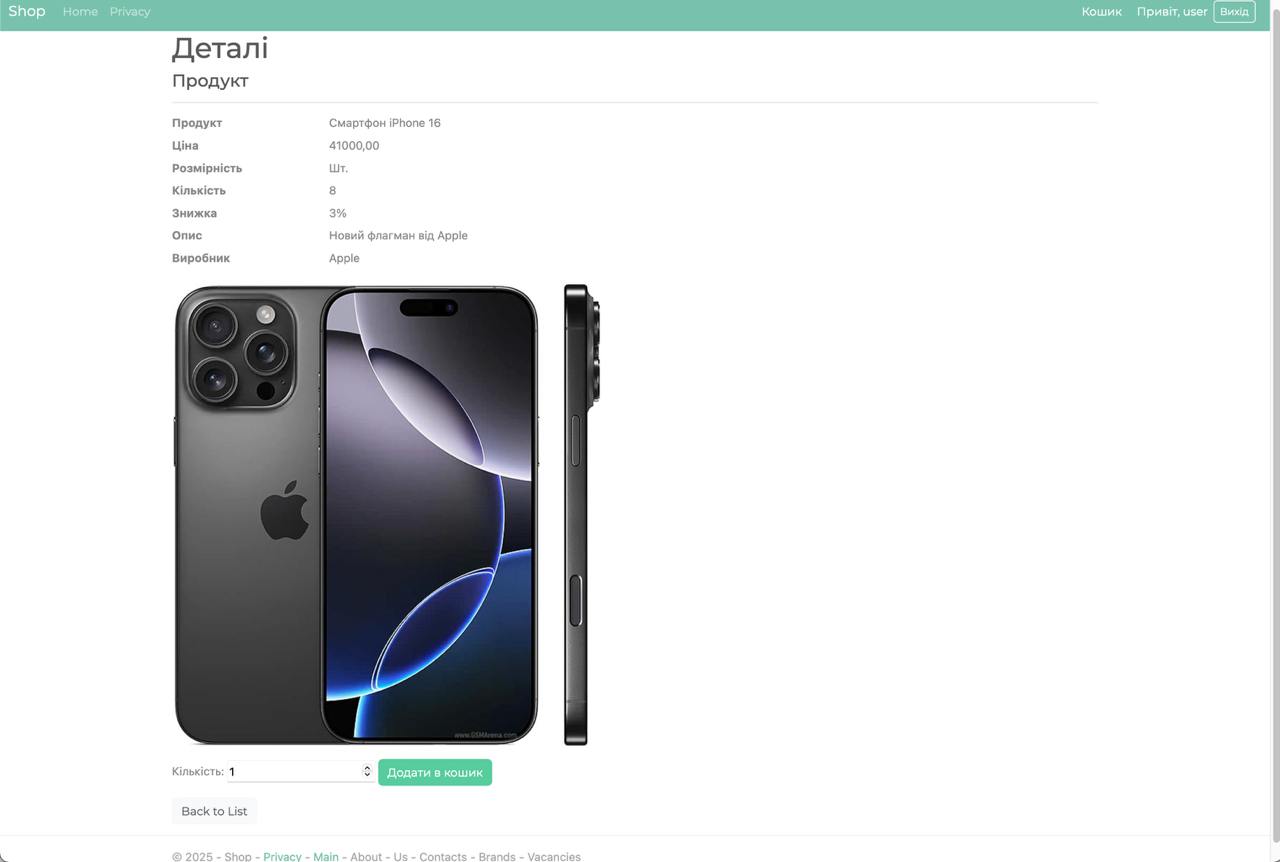 Shop Home Privacy Кошик Привіт, user Вихід
Деталі
Продукт
Продукт Смартфон iPhone 16
Ціна 41000,00
Розмірність Шт.
Кількість 8
Знижка 3%
Опис Новий флагман від Apple
Виробник Apple
www.GSMArena.com
Кількість: 1 Додати в кошик
Back to List
© 2025 - Shop - Privacy - Main - About - Us - Contacts - Brands - Vacancies